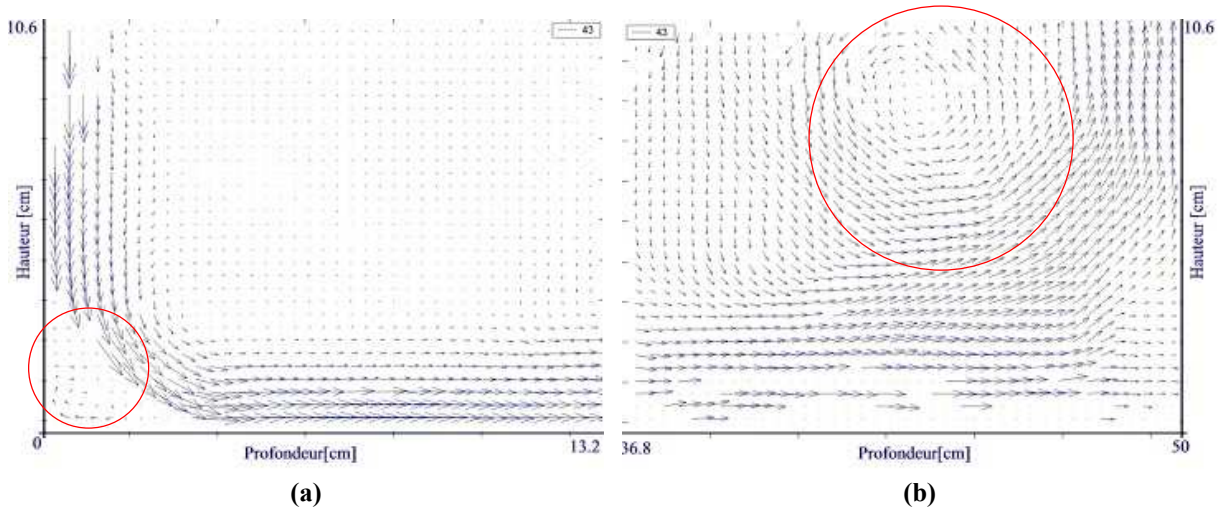 10.6
43
Hauteur [cm]
0
Profondeur[cm]
13.2
(a)
43
10.6
Hauteur [cm]
36.8
Profondeur[cm]
50
(b)